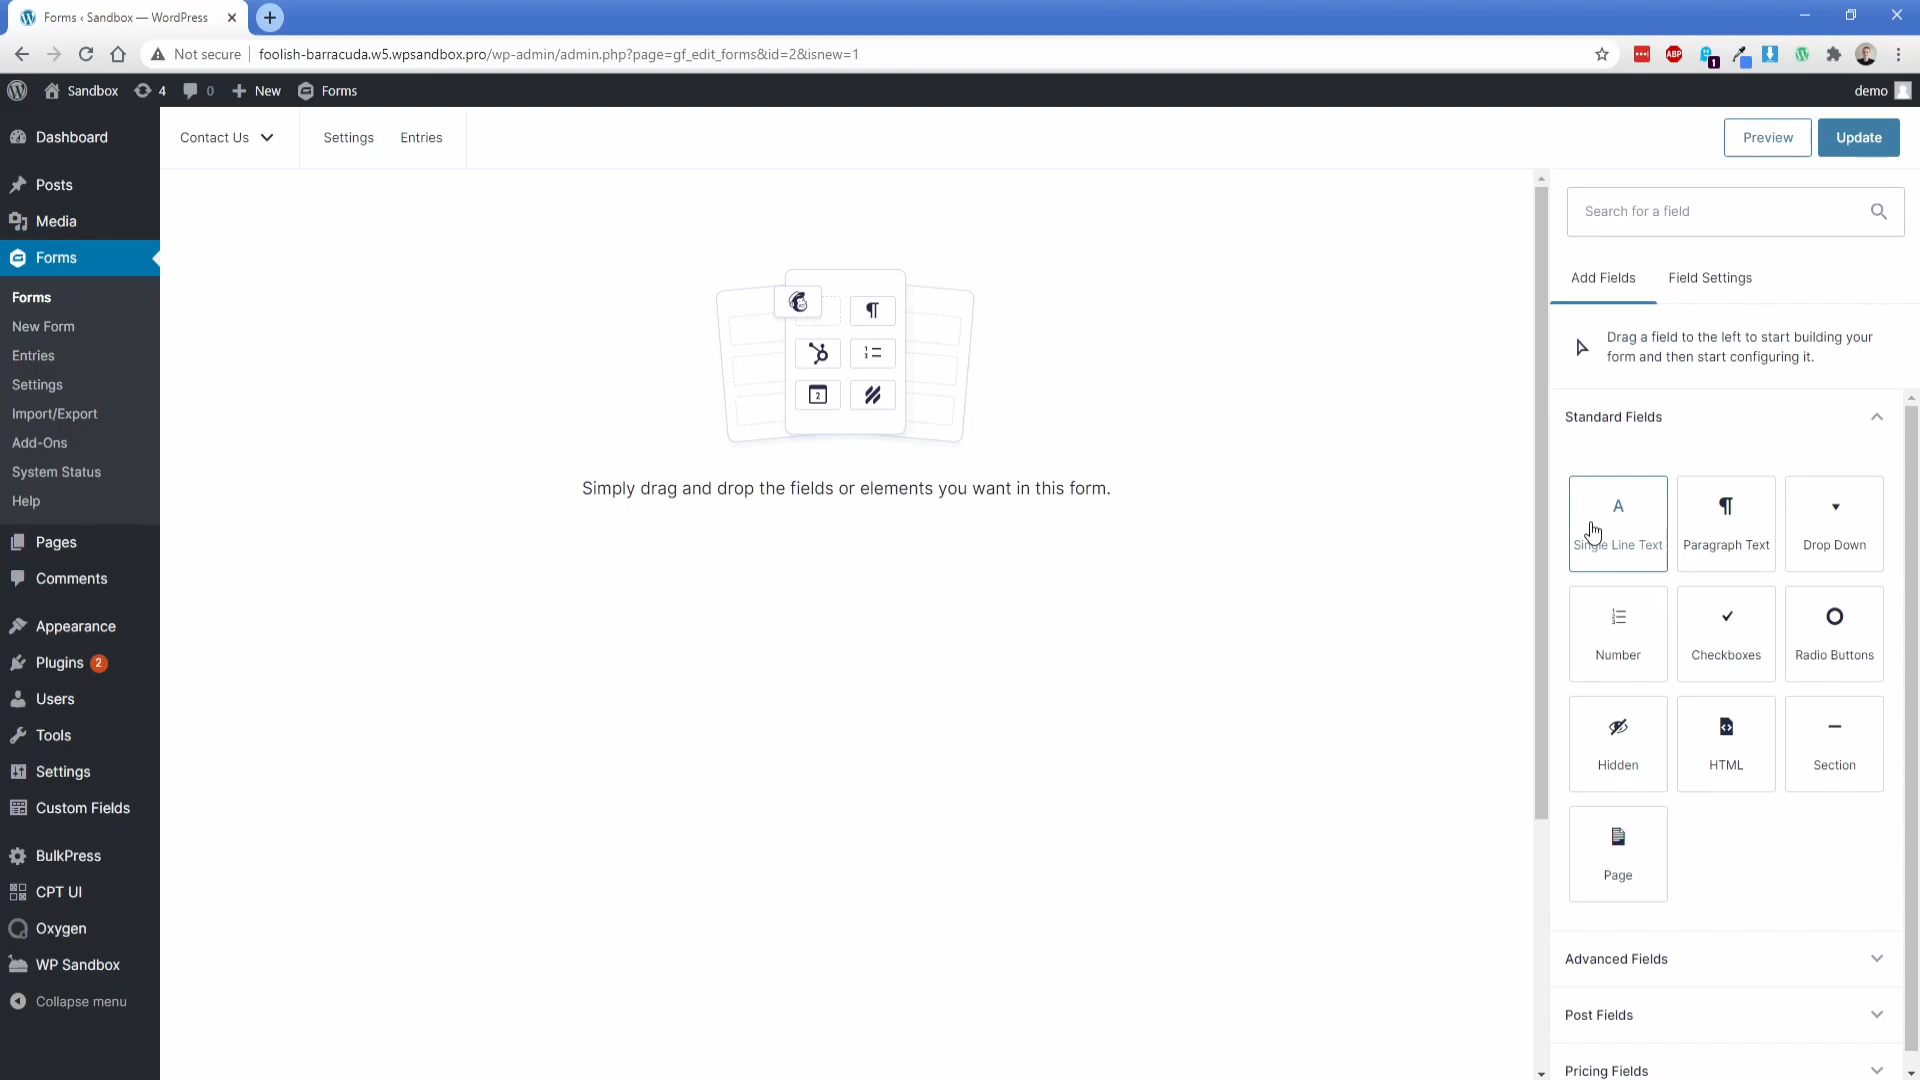 Forms ‹ Sandbox — WordPress
Not secure
foolish-barracuda.w5.wpsandbox.pro/wp-admin/admin.php?page=gf_edit_forms&id=2&isnew=1
ABP
1
Sandbox
4
0
New
Forms
demo
Dashboard
Posts
Media
Forms
Forms
New Form
Entries
Settings
Import/Export
Add-Ons
System Status
Help
Pages
Comments
Appearance
Plugins 2
Users
Tools
Settings
Custom Fields
BulkPress
CPT UI
Oxygen
WP Sandbox
Collapse menu
Contact Us
Settings
Entries
Preview
Update
Simply drag and drop the fields or elements you want in this form.
Search for a field
Add Fields
Field Settings
Drag a field to the left to start building your
form and then start configuring it.
Standard Fields
Single Line Text
Paragraph Text
Drop Down
Number
Checkboxes
Radio Buttons
Hidden
HTML
Section
Page
Advanced Fields
Post Fields
Pricing Fields